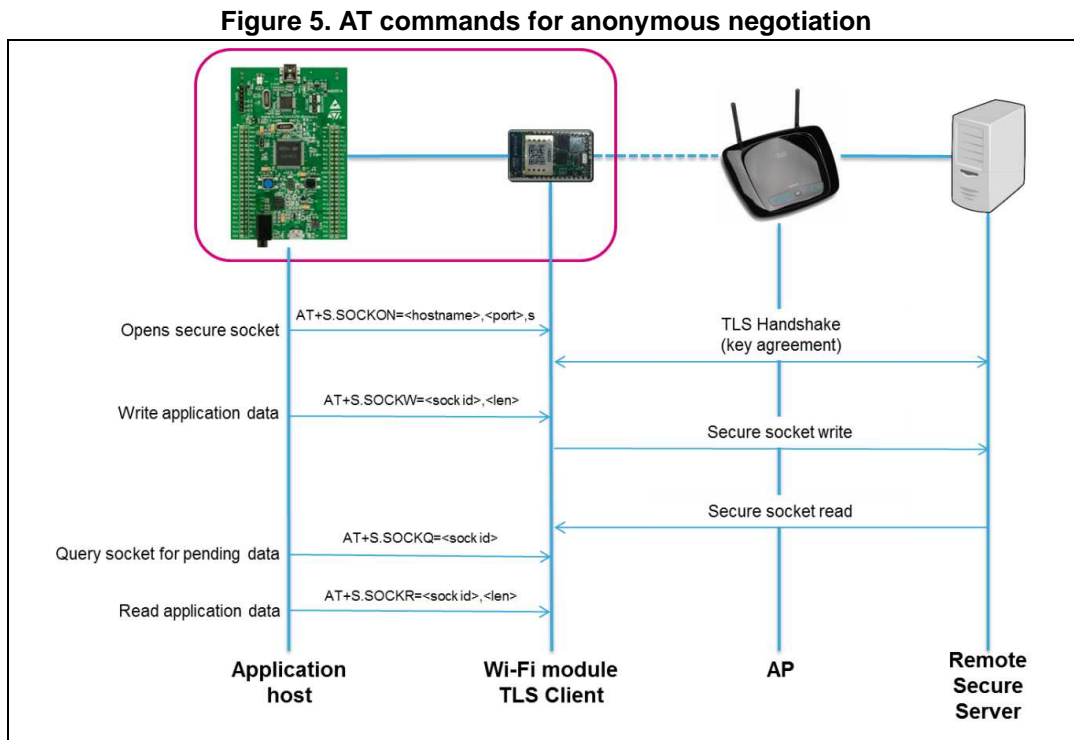 Figure 5. AT commands for anonymous negotiation
Opens secure socket
AT+S.SOCKON=<hostname>,<port>,s
TLS Handshake
(key agreement)
Write application data
AT+S.SOCKW=<sock id>,<len>
Secure socket write
Secure socket read
Query socket for pending data
AT+S.SOCKQ=<sock id>
Read application data
AT+S.SOCKR=<sock id>,<len>
Application
host
Wi-Fi module
TLS Client
AP
Remote
Secure
Server